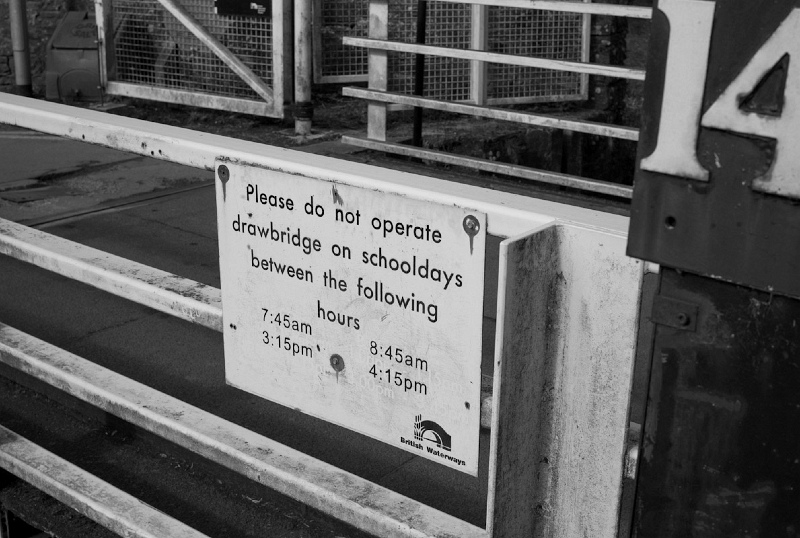 Please do not operate
drawbridge on schooldays
between the following
hours
7:45am 8:45am
3:15pm 4:15pm
British Waterways
14